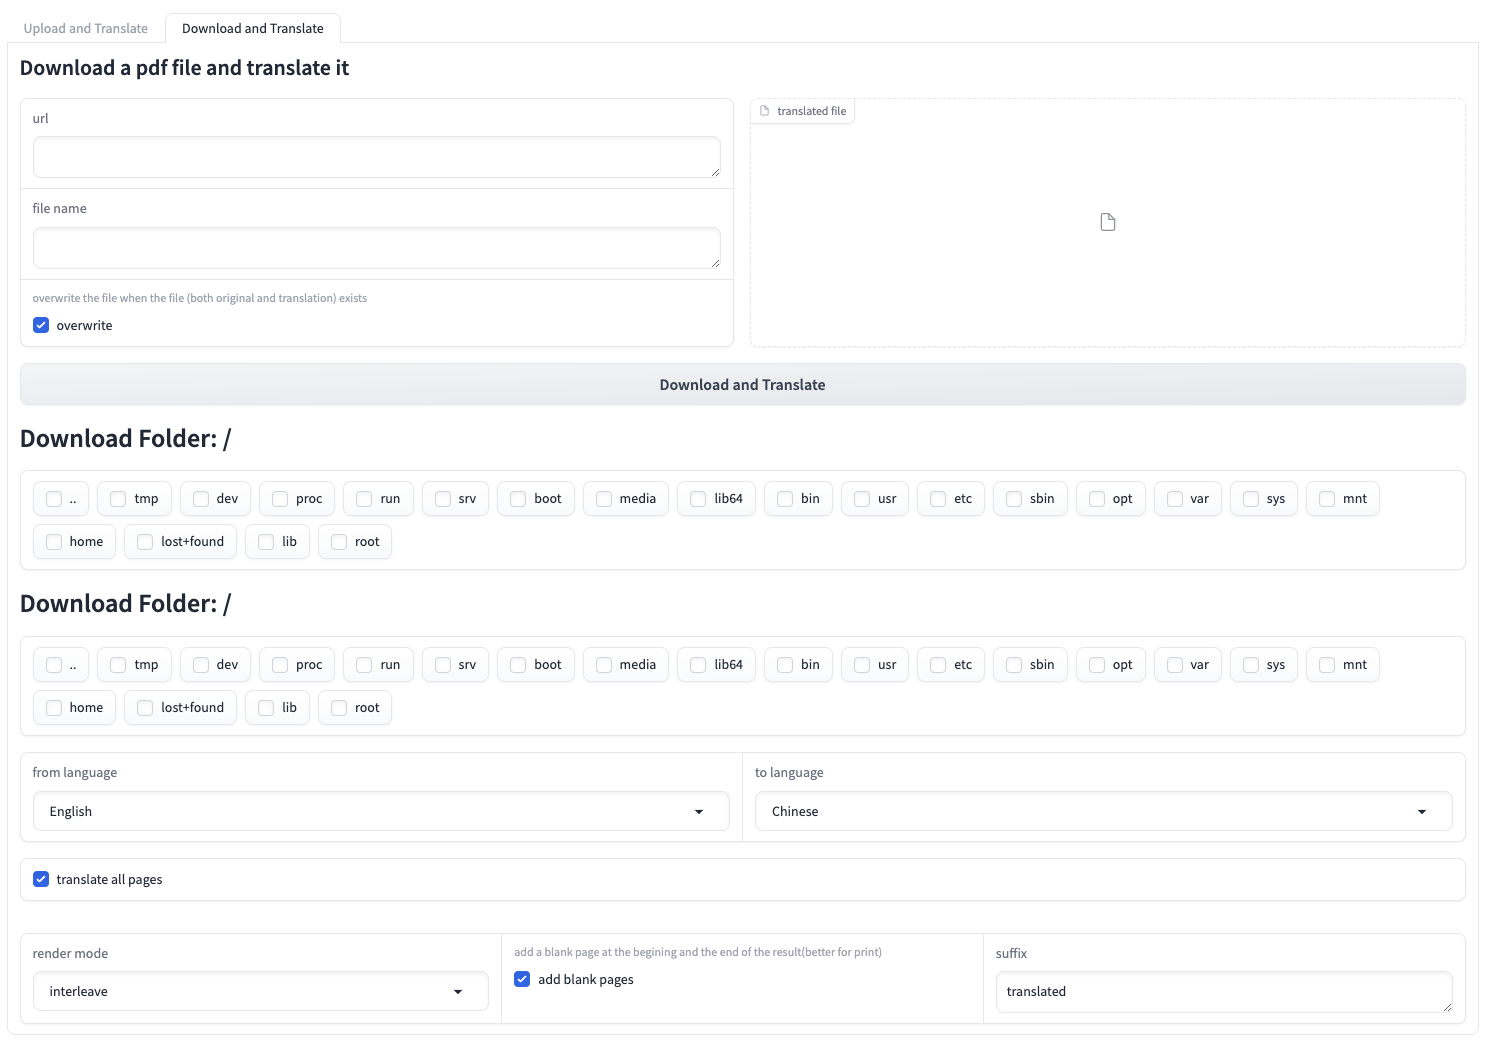 Upload and Translate
Download and Translate
Download a pdf file and translate it
url
translated file
file name
overwrite the file when the file (both original and translation) exists
overwrite
Download and Translate
Download Folder: /
.. tmp dev proc run srv boot media lib64 bin usr etc sbin opt var sys mnt
home lost+found lib root
Download Folder: /
.. tmp dev proc run srv boot media lib64 bin usr etc sbin opt var sys mnt
home lost+found lib root
from language
English
to language
Chinese
translate all pages
render mode
interleave
add a blank page at the begining and the end of the result(better for print)
add blank pages
suffix
translated